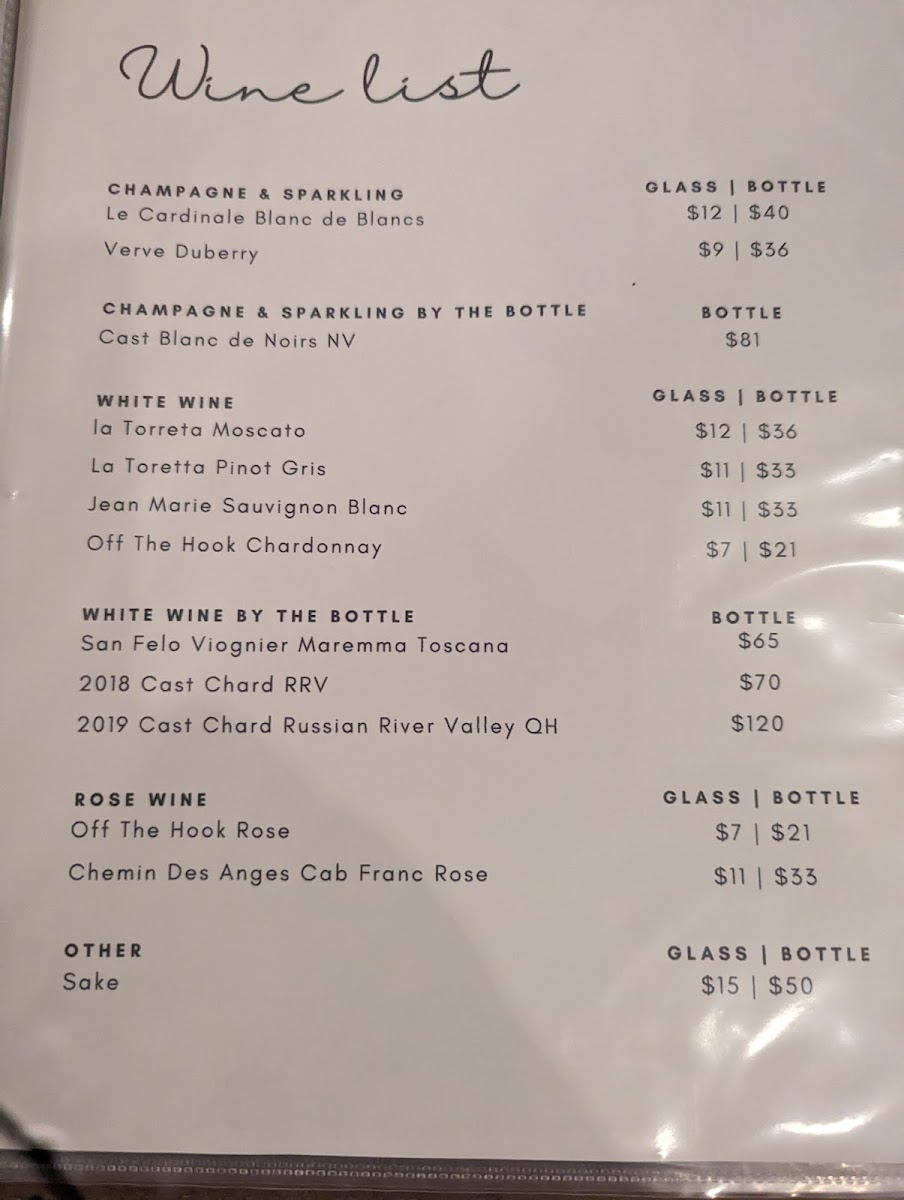 Wine list
CHAMPAGNE & SPARKLING GLASS | BOTTLE
Le Cardinale Blanc de Blancs $12 | $40
Verve Duberry $9 | $36
CHAMPAGNE & SPARKLING BY THE BOTTLE BOTTLE
Cast Blanc de Noirs NV $81
WHITE WINE GLASS | BOTTLE
la Torreta Moscato $12 | $36
La Toretta Pinot Gris $11 | $33
Jean Marie Sauvignon Blanc $11 | $33
Off The Hook Chardonnay $7 | $21
WHITE WINE BY THE BOTTLE BOTTLE
San Felo Viognier Maremma Toscana $65
2018 Cast Chard RRV $70
2019 Cast Chard Russian River Valley QH $120
ROSE WINE GLASS | BOTTLE
Off The Hook Rose $7 | $21
Chemin Des Anges Cab Franc Rose $11 | $33
OTHER GLASS | BOTTLE
Sake $15 | $50